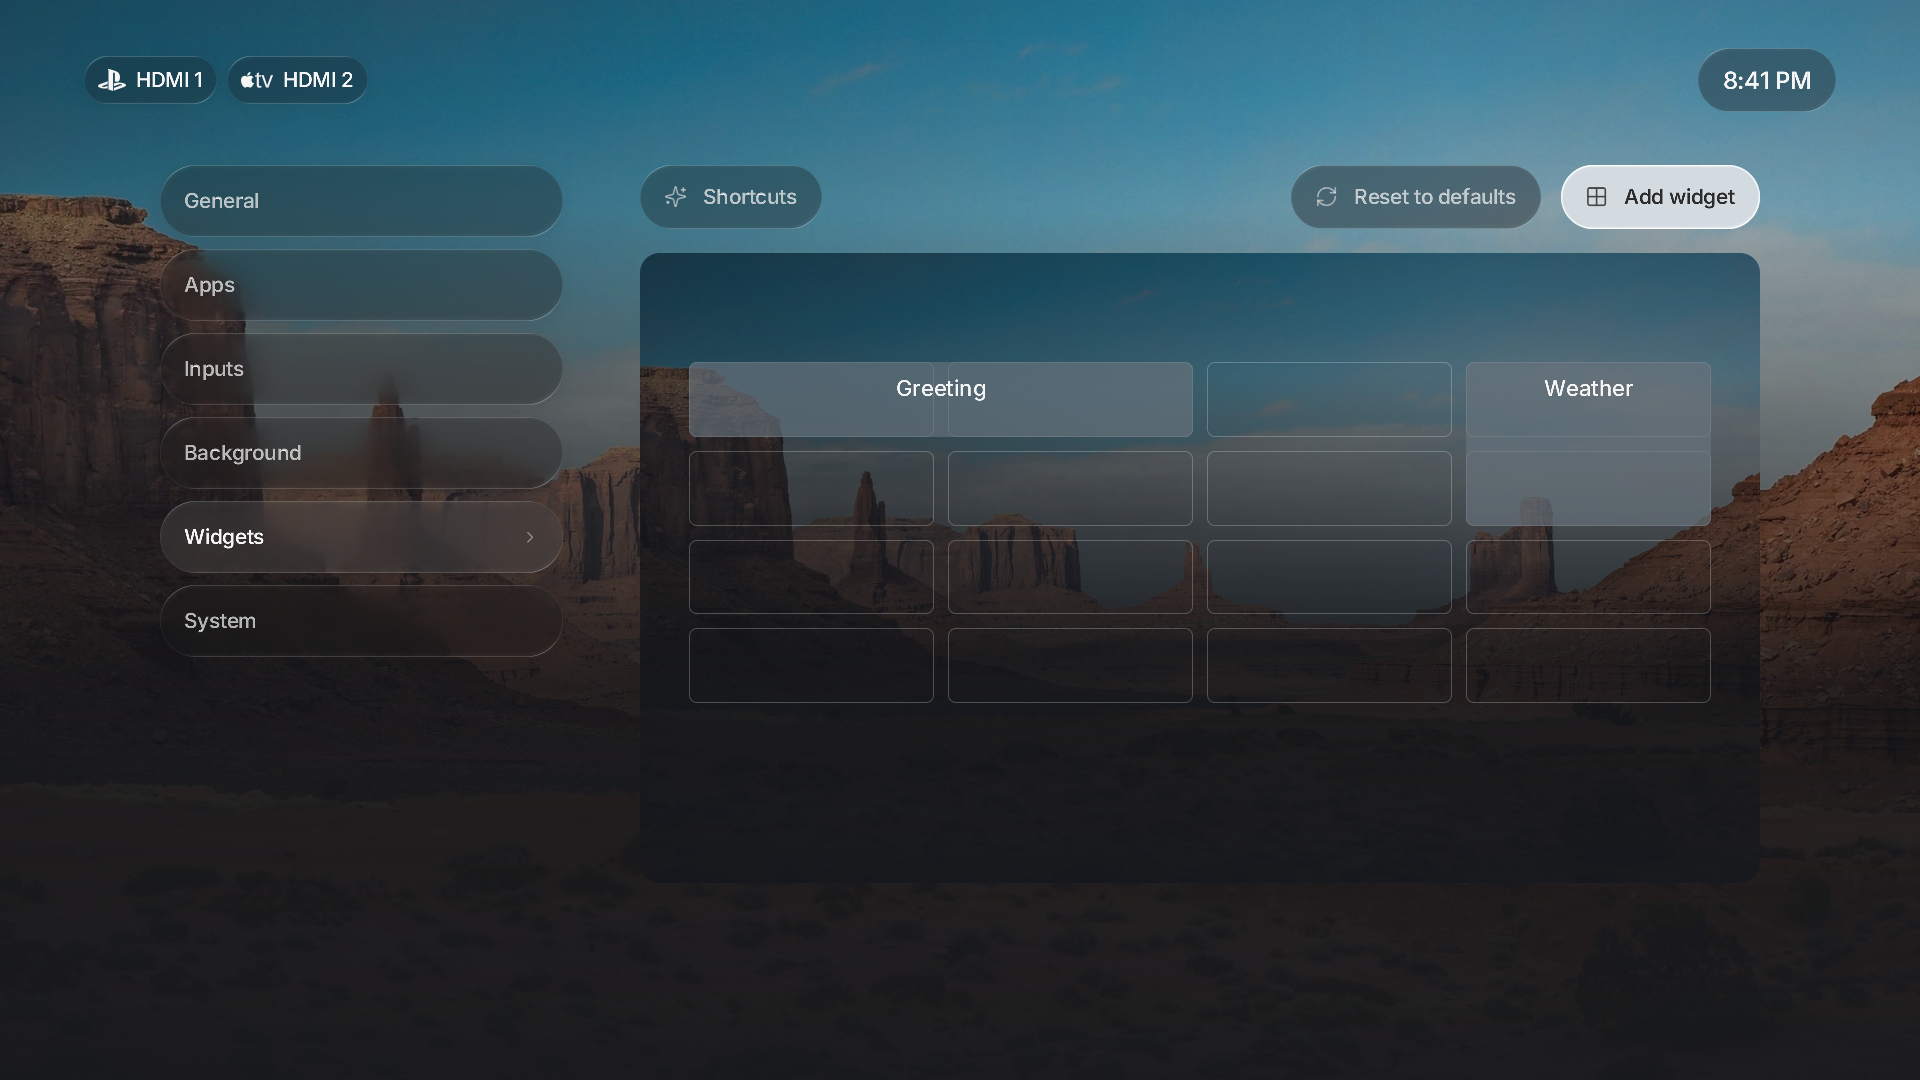 HDMI 1
tv HDMI 2
8:41 PM
General
Apps
Inputs
Background
Widgets
System
Shortcuts
Reset to defaults
Add widget
Greeting
Weather